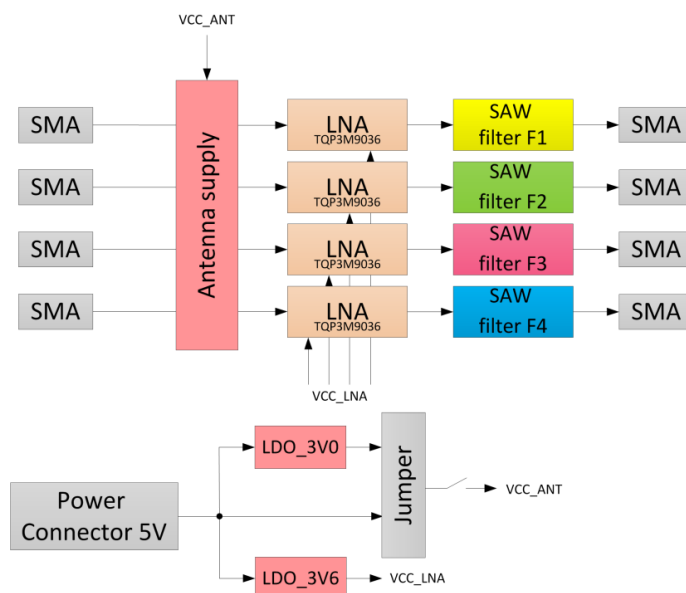 VCC_ANT
SMA
LNA
TQP3M9036
SAW
filter F1
SMA
SMA
LNA
TQP3M9036
SAW
filter F2
SMA
Antenna supply
SMA
LNA
TQP3M9036
SAW
filter F3
SMA
SMA
LNA
TQP3M9036
SAW
filter F4
SMA
VCC_LNA
LDO_3V0
Jumper
VCC_ANT
Power
Connector 5V
LDO_3V6
VCC_LNA